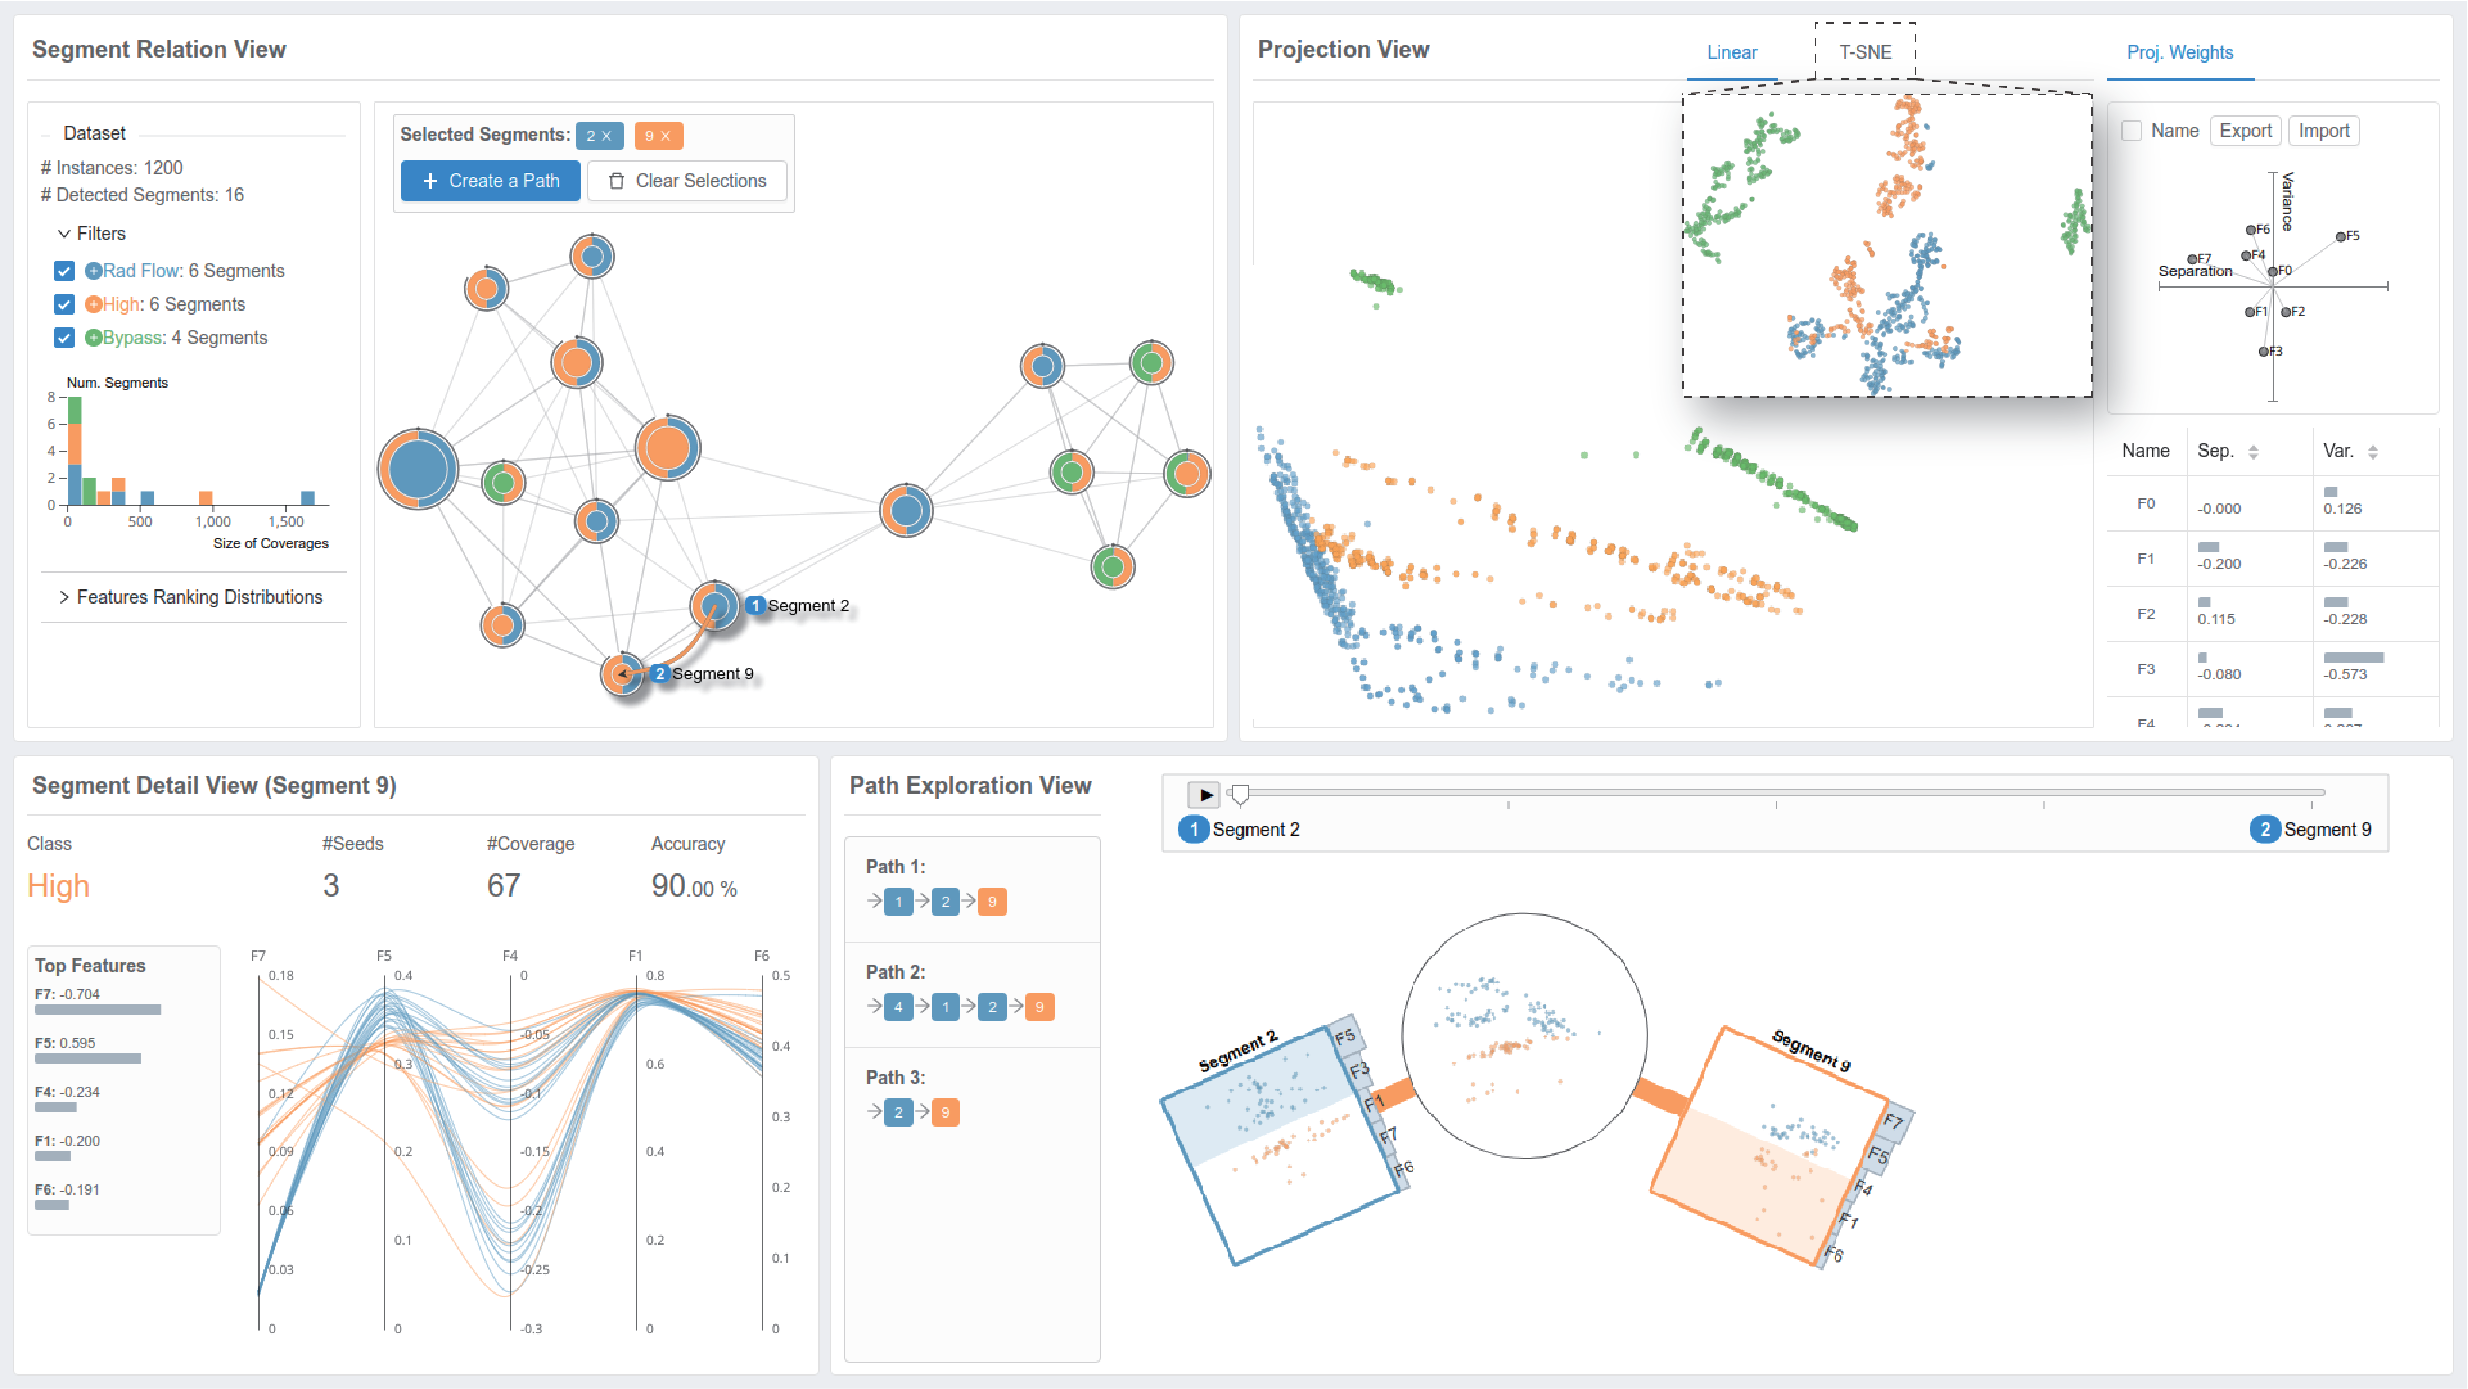 Segment Relation View
Dataset
# Instances: 1200
# Detected Segments: 16
Filters
Rad Flow: 6 Segments
High: 6 Segments
Bypass: 4 Segments
Num. Segments
8
6
4
2
0
0 500 1,000 1,500
Size of Coverages
Features Ranking Distributions
Selected Segments: 2 X 9 X
+ Create a Path
Clear Selections
1 Segment 2
2 Segment 9
Projection View
Linear
T-SNE
Proj. Weights
Name Export Import
Variance
Separation
F6
F5
F7
F4
F0
F1
F2
F3
Name Sep. Var.
F0 -0.000 0.126
F1 -0.200 -0.226
F2 0.115 -0.228
F3 -0.080 -0.573
F4
Segment Detail View (Segment 9)
Class #Seeds #Coverage Accuracy
High 3 67 90.00 %
Top Features
F7: -0.704
F5: 0.595
F4: -0.234
F1: -0.200
F6: -0.191
F7 F5 F4 F1 F6
0.18
0.15
0.12
0.09
0.06
0.03
0
0.4
0.3
0.2
0.1
0
0
-0.05
-0.1
-0.15
-0.2
-0.25
-0.3
0.8
0.6
0.4
0.2
0
0.5
0.4
0.3
0.2
0.1
0
Path Exploration View
Path 1:
1 2 9
Path 2:
4 1 2 9
Path 3:
2 9
1 Segment 2
2 Segment 9
Segment 2
F5
F3
F1
F7
F6
Segment 9
F7
F5
F4
F1
F6